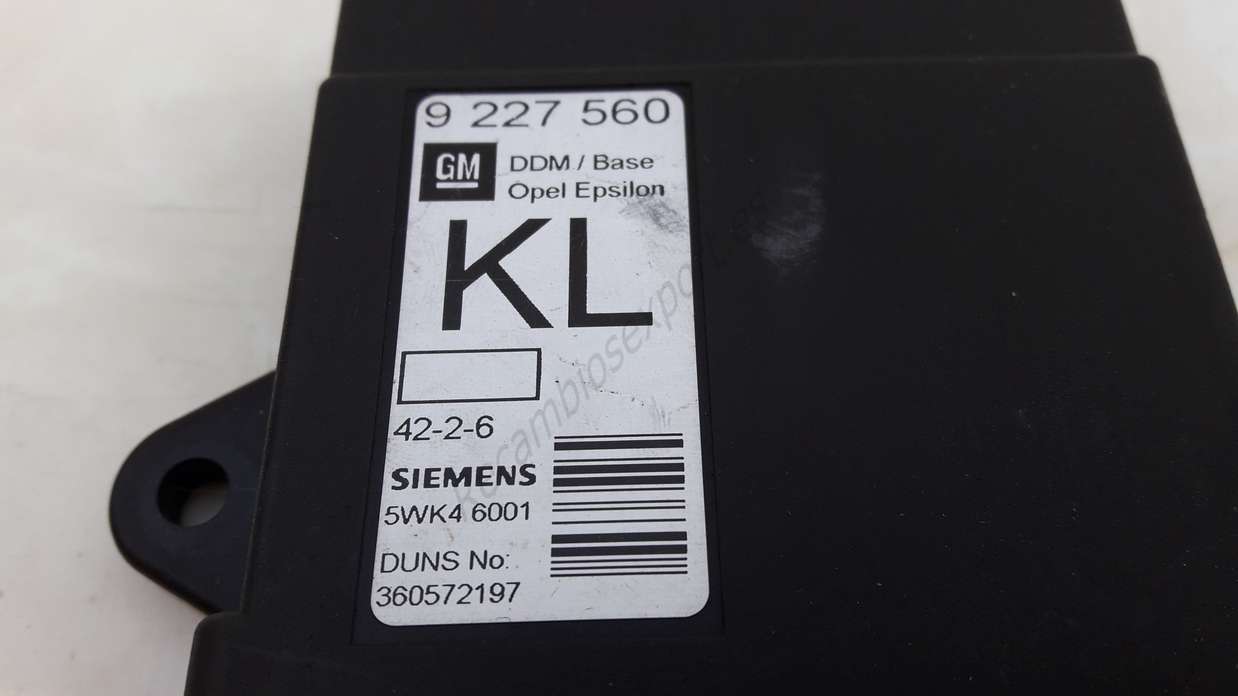 9 227 560
GM DDM / Base
Opel Epsilon
KL
42-2-6
SIEMENS
5WK4 6001
DUNS No:
360572197